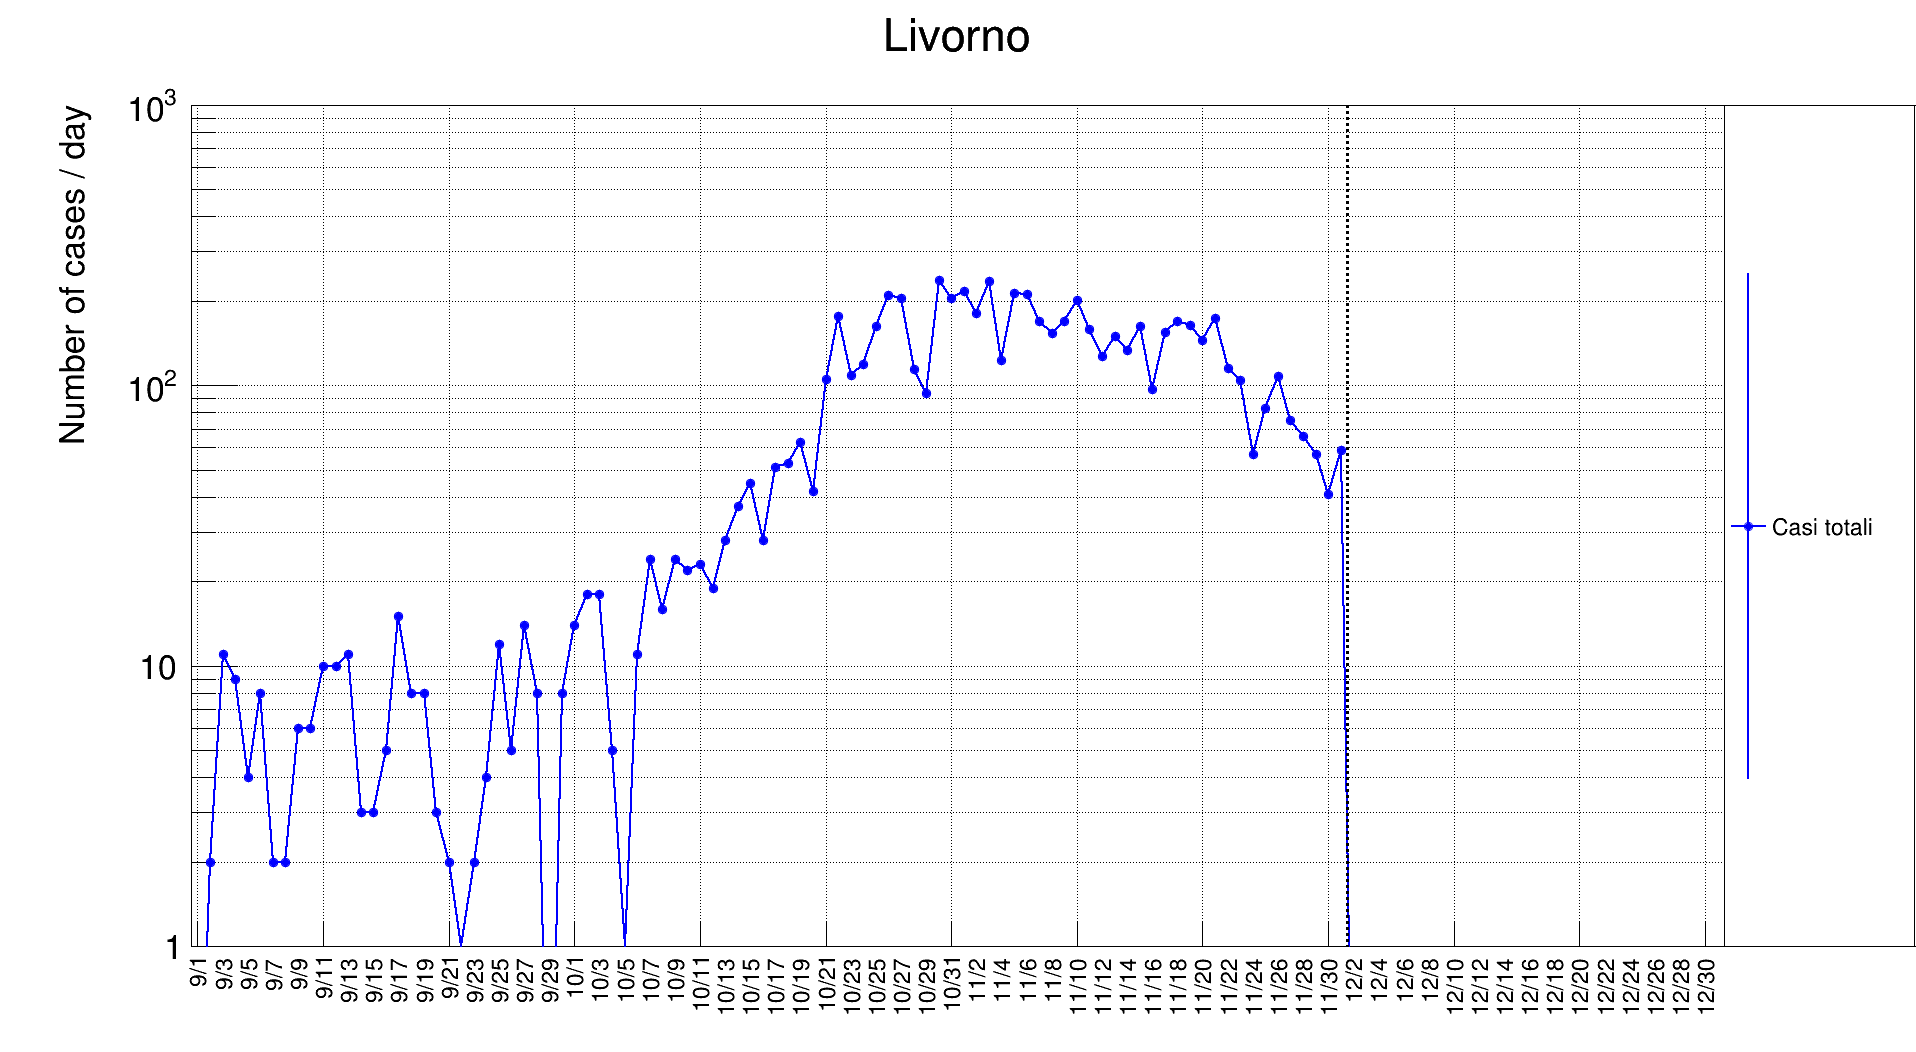 Livorno
Number of cases / day
10³
10²
10
1
9/1 9/3 9/5 9/7 9/9 9/11 9/13 9/15 9/17 9/19 9/21 9/23 9/25 9/27 9/29 10/1 10/3 10/5 10/7 10/9 10/11 10/13 10/15 10/17 10/19 10/21 10/23 10/25 10/27 10/29 10/31 11/2 11/4 11/6 11/8 11/10 11/12 11/14 11/16 11/18 11/20 11/22 11/24 11/26 11/28 11/30 12/2 12/4 12/6 12/8 12/10 12/12 12/14 12/16 12/18 12/20 12/22 12/24 12/26 12/28 12/30
Casi totali